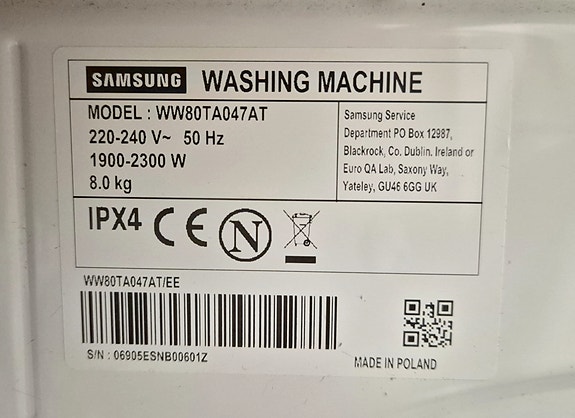 SAMSUNG WASHING MACHINE
MODEL : WW80TA047AT
220-240 V~ 50 Hz
1900-2300 W
8.0 kg
Samsung Service
Department PO Box 12987,
Blackrock, Co. Dublin. Ireland or
Euro QA Lab, Saxony Way,
Yateley, GU46 6GG UK
IPX4 CE N
WW80TA047AT/EE
S/N : 06905ESNB00601Z
MADE IN POLAND